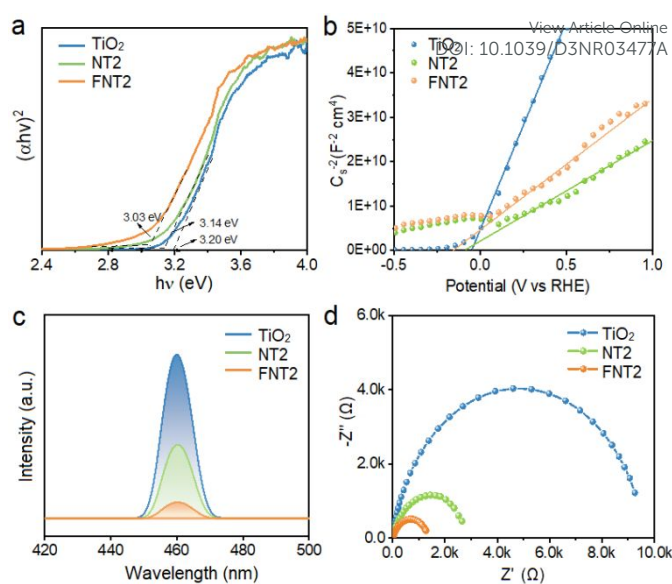 View Article Online
DOI: 10.1039/D3NR03477A
a
TiO₂
NT2
FNT2
(αhν)²
3.03 eV
3.14 eV
3.20 eV
2.4 2.8 3.2 3.6 4.0
hν (eV)
b
TiO₂
NT2
FNT2
Cₛ⁻²(F⁻² cm⁴)
5E+10
4E+10
3E+10
2E+10
1E+10
0E+00
-0.5 0.0 0.5 1.0
Potential (V vs RHE)
c
TiO₂
NT2
FNT2
Intensity (a.u.)
420 440 460 480 500
Wavelength (nm)
d
TiO₂
NT2
FNT2
-Z'' (Ω)
6.0k
4.0k
2.0k
0.0
0.0 2.0k 4.0k 6.0k 8.0k 10.0k
Z' (Ω)